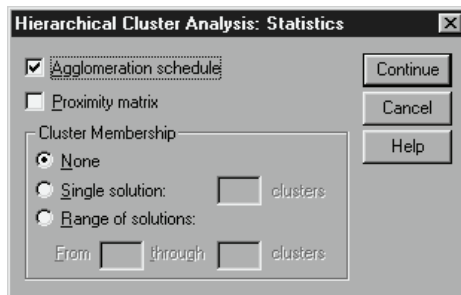 Hierarchical Cluster Analysis: Statistics
Agglomeration schedule
Proximity matrix
Cluster Membership
None
Single solution: clusters
Range of solutions:
From through clusters
Continue
Cancel
Help